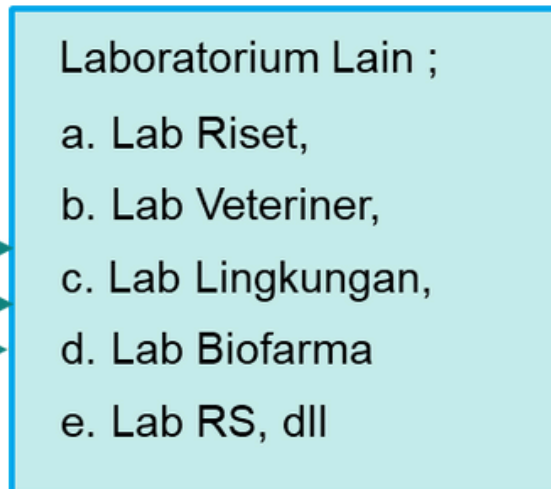 Laboratorium Lain ;
a. Lab Riset,
b. Lab Veteriner,
c. Lab Lingkungan,
d. Lab Biofarma
e. Lab RS, dll